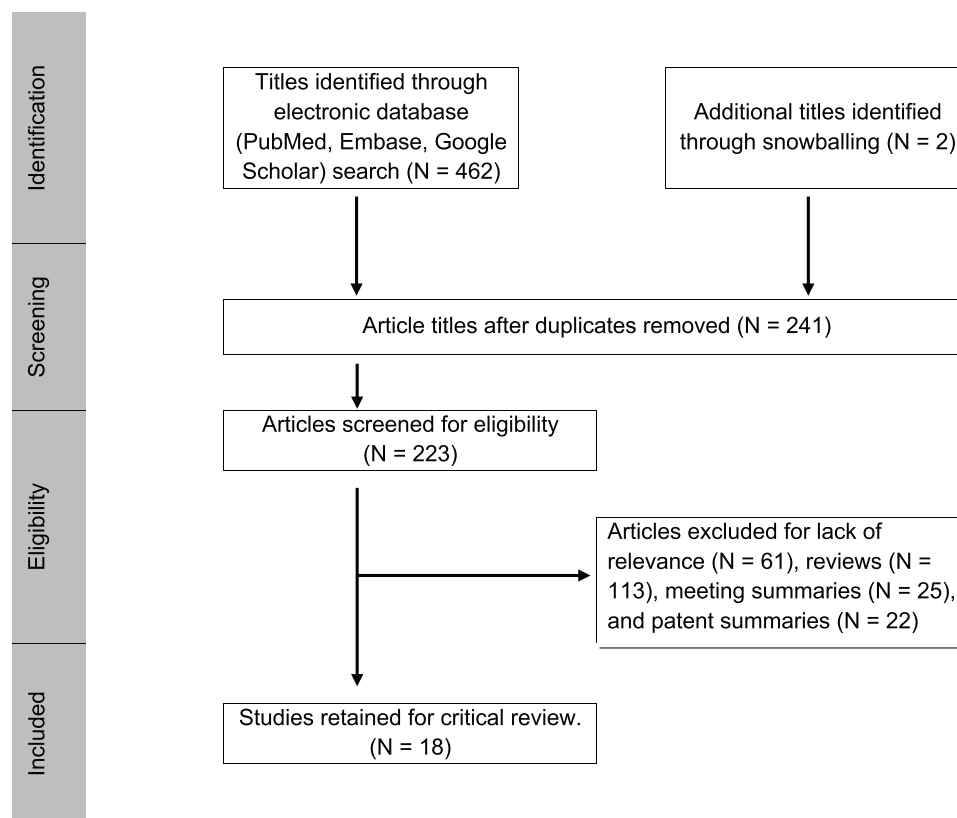 Identification
Titles identified through
electronic database
(PubMed, Embase, Google
Scholar) search (N = 462)
Additional titles identified
through snowballing (N = 2)
Screening
Article titles after duplicates removed (N = 241)
Eligibility
Articles screened for eligibility
(N = 223)
Articles excluded for lack of
relevance (N = 61), reviews (N =
113), meeting summaries (N = 25),
and patent summaries (N = 22)
Included
Studies retained for critical review.
(N = 18)